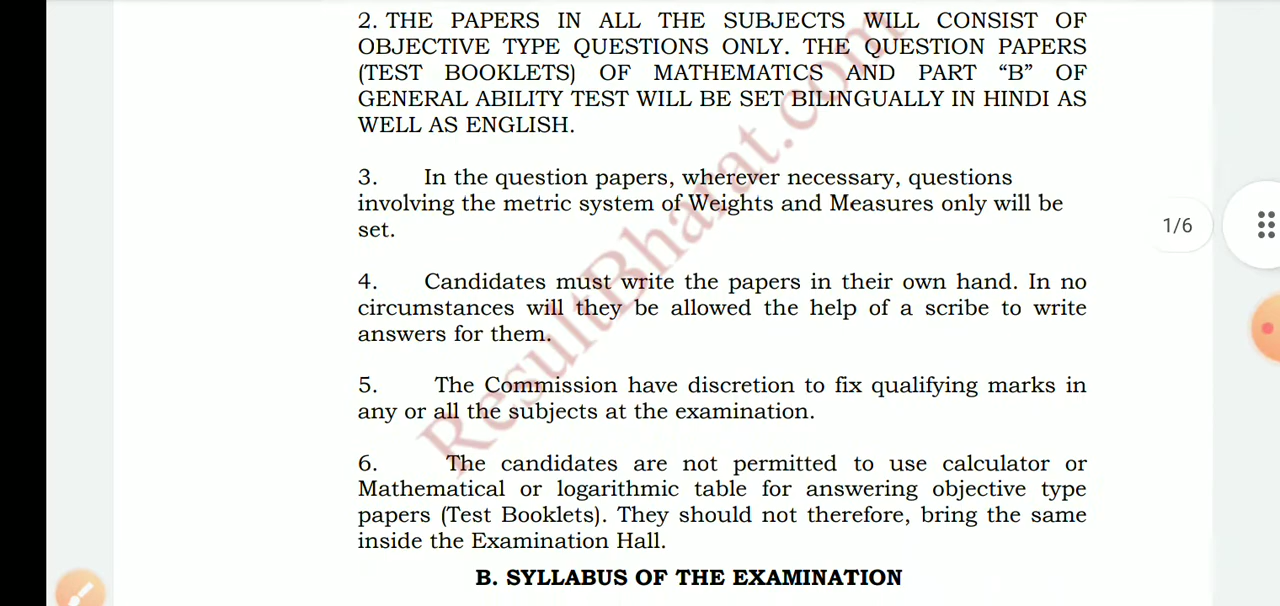 2. THE PAPERS IN ALL THE SUBJECTS WILL CONSIST OF
OBJECTIVE TYPE QUESTIONS ONLY. THE QUESTION PAPERS
(TEST BOOKLETS) OF MATHEMATICS AND PART “B” OF
GENERAL ABILITY TEST WILL BE SET BILINGUALLY IN HINDI AS
WELL AS ENGLISH.
3. In the question papers, wherever necessary, questions
involving the metric system of Weights and Measures only will be
set.
1/6
4. Candidates must write the papers in their own hand. In no
circumstances will they be allowed the help of a scribe to write
answers for them.
5. The Commission have discretion to fix qualifying marks in
any or all the subjects at the examination.
6. The candidates are not permitted to use calculator or
Mathematical or logarithmic table for answering objective type
papers (Test Booklets). They should not therefore, bring the same
inside the Examination Hall.
B. SYLLABUS OF THE EXAMINATION
ResultBharat.com